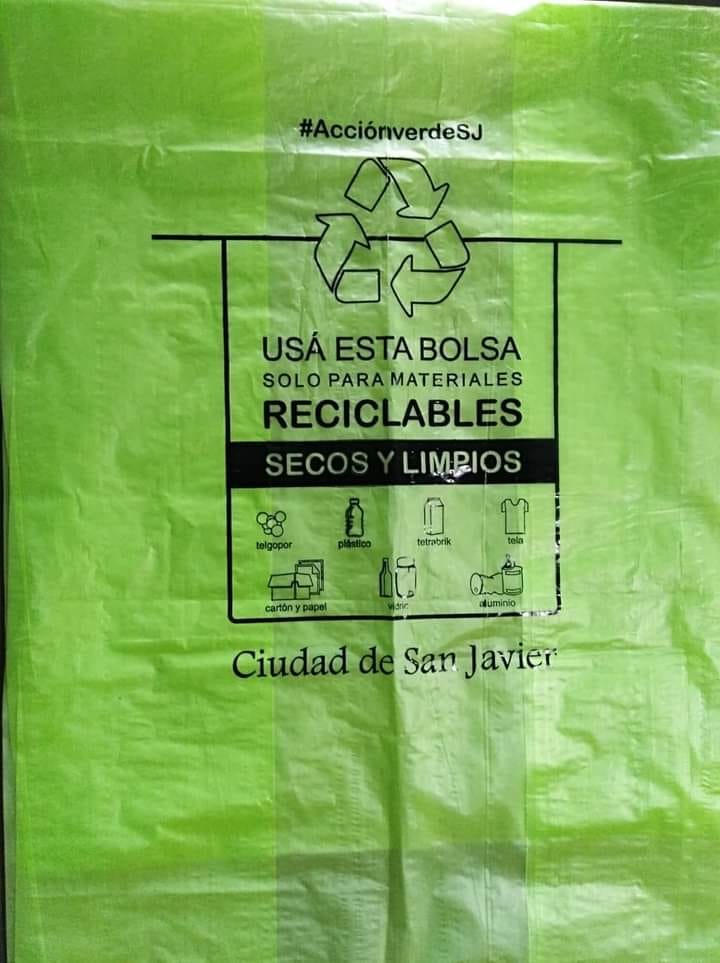 #AcciónverdeSJ
USÁ ESTA BOLSA
SOLO PARA MATERIALES
RECICLABLES
SECOS Y LIMPIOS
telgopor plástico tetrabrik tela
cartón y papel vidrio aluminio
Ciudad de San Javier